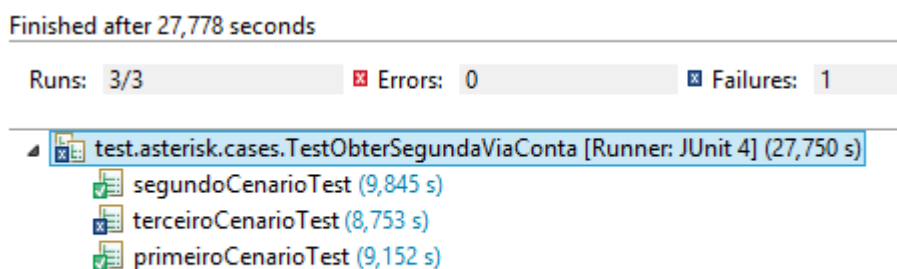 Finished after 27,778 seconds
Runs: 3/3 Errors: 0 Failures: 1
test.asterisk.cases.TestObterSegundaViaConta [Runner: JUnit 4] (27,750 s)
segundoCenarioTest (9,845 s)
terceiroCenarioTest (8,753 s)
primeiroCenarioTest (9,152 s)